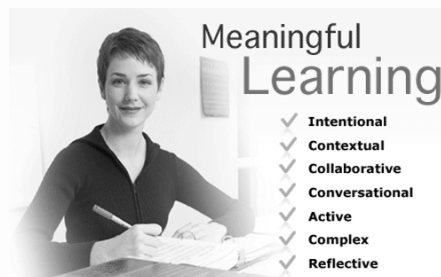 Meaningful
Learning
Intentional
Contextual
Collaborative
Conversational
Active
Complex
Reflective